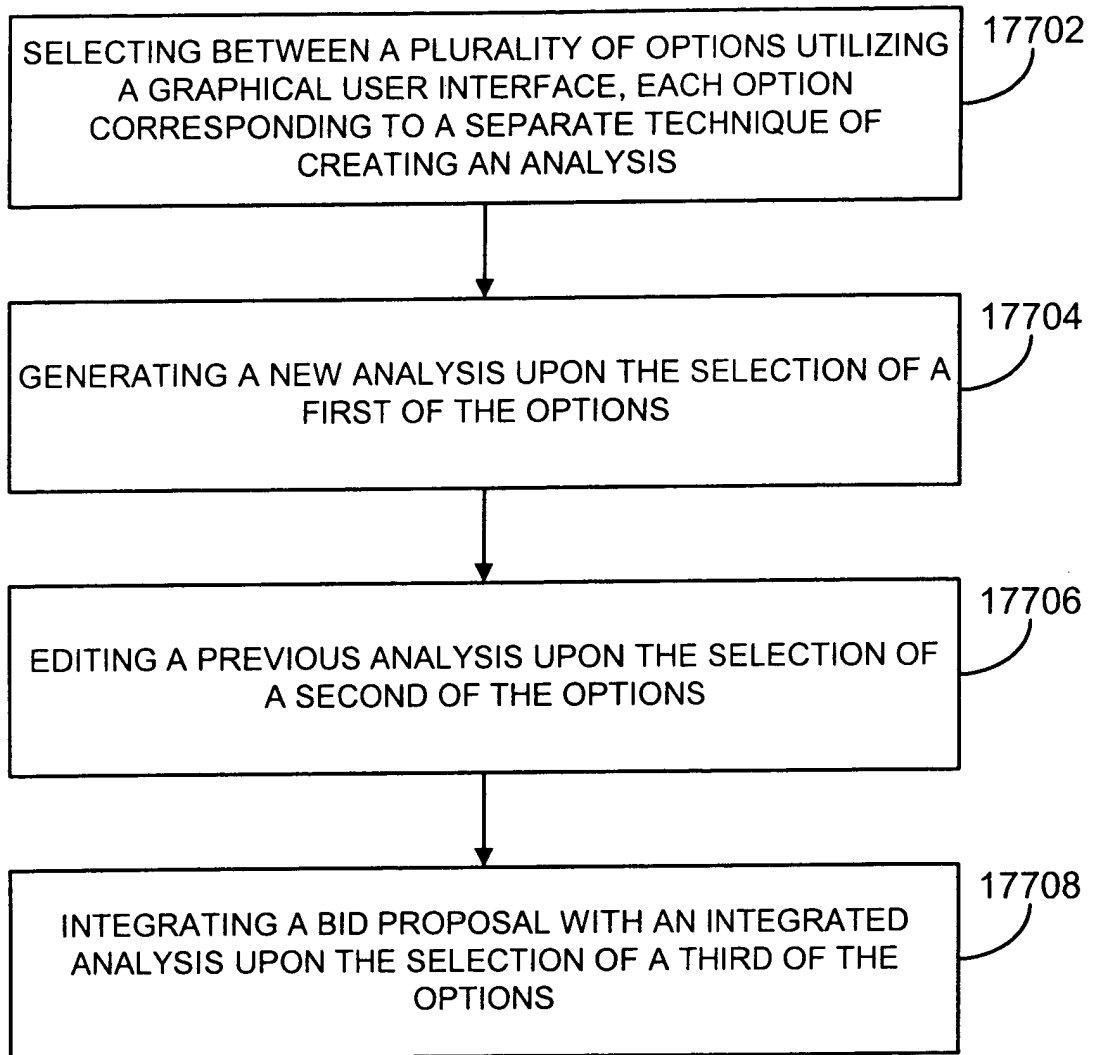 SELECTING BETWEEN A PLURALITY OF OPTIONS UTILIZING
A GRAPHICAL USER INTERFACE, EACH OPTION
CORRESPONDING TO A SEPARATE TECHNIQUE OF
CREATING AN ANALYSIS
17702
GENERATING A NEW ANALYSIS UPON THE SELECTION OF A
FIRST OF THE OPTIONS
17704
EDITING A PREVIOUS ANALYSIS UPON THE SELECTION OF
A SECOND OF THE OPTIONS
17706
INTEGRATING A BID PROPOSAL WITH AN INTEGRATED
ANALYSIS UPON THE SELECTION OF A THIRD OF THE
OPTIONS
17708